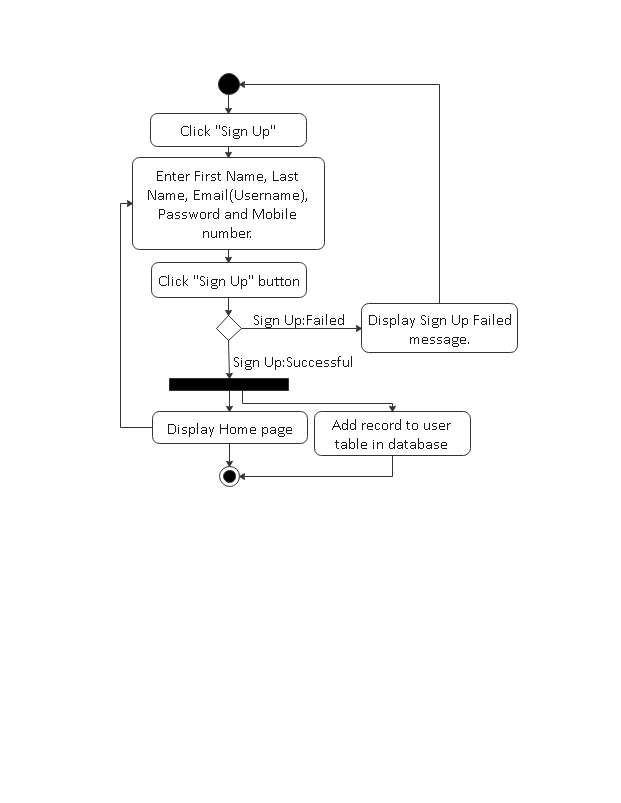 Click "Sign Up"
Enter First Name, Last
Name, Email(Username),
Password and Mobile
number.
Click "Sign Up" button
Sign Up:Failed
Display Sign Up Failed
message.
Sign Up:Successful
Display Home page
Add record to user
table in database